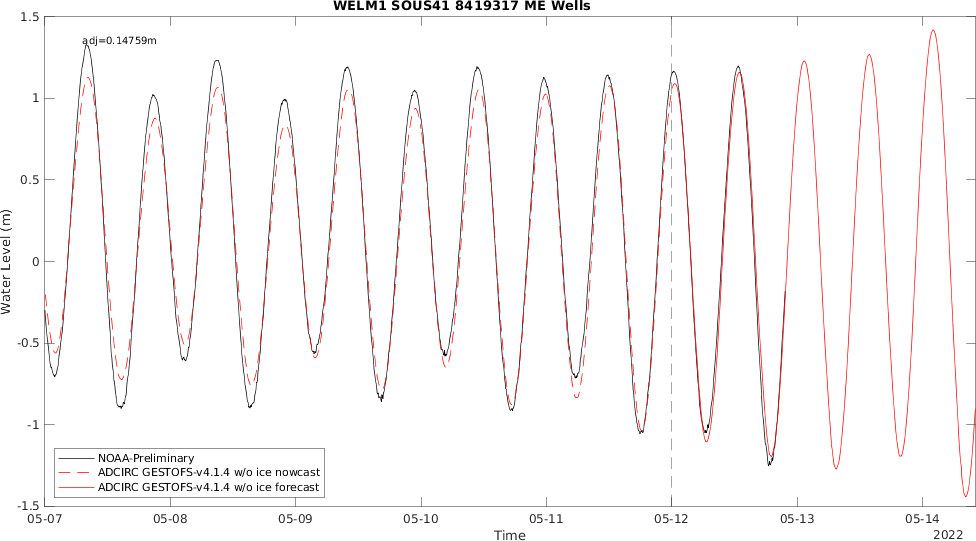 WELM1 SOUS41 8419317 ME Wells
adj=0.14759m
1.5
1
0.5
0
-0.5
-1
-1.5
Water Level (m)
NOAA-Preliminary
ADCIRC GESTOFS-v4.1.4 w/o ice nowcast
ADCIRC GESTOFS-v4.1.4 w/o ice forecast
05-07 05-08 05-09 05-10 05-11 05-12 05-13 05-14
Time
2022